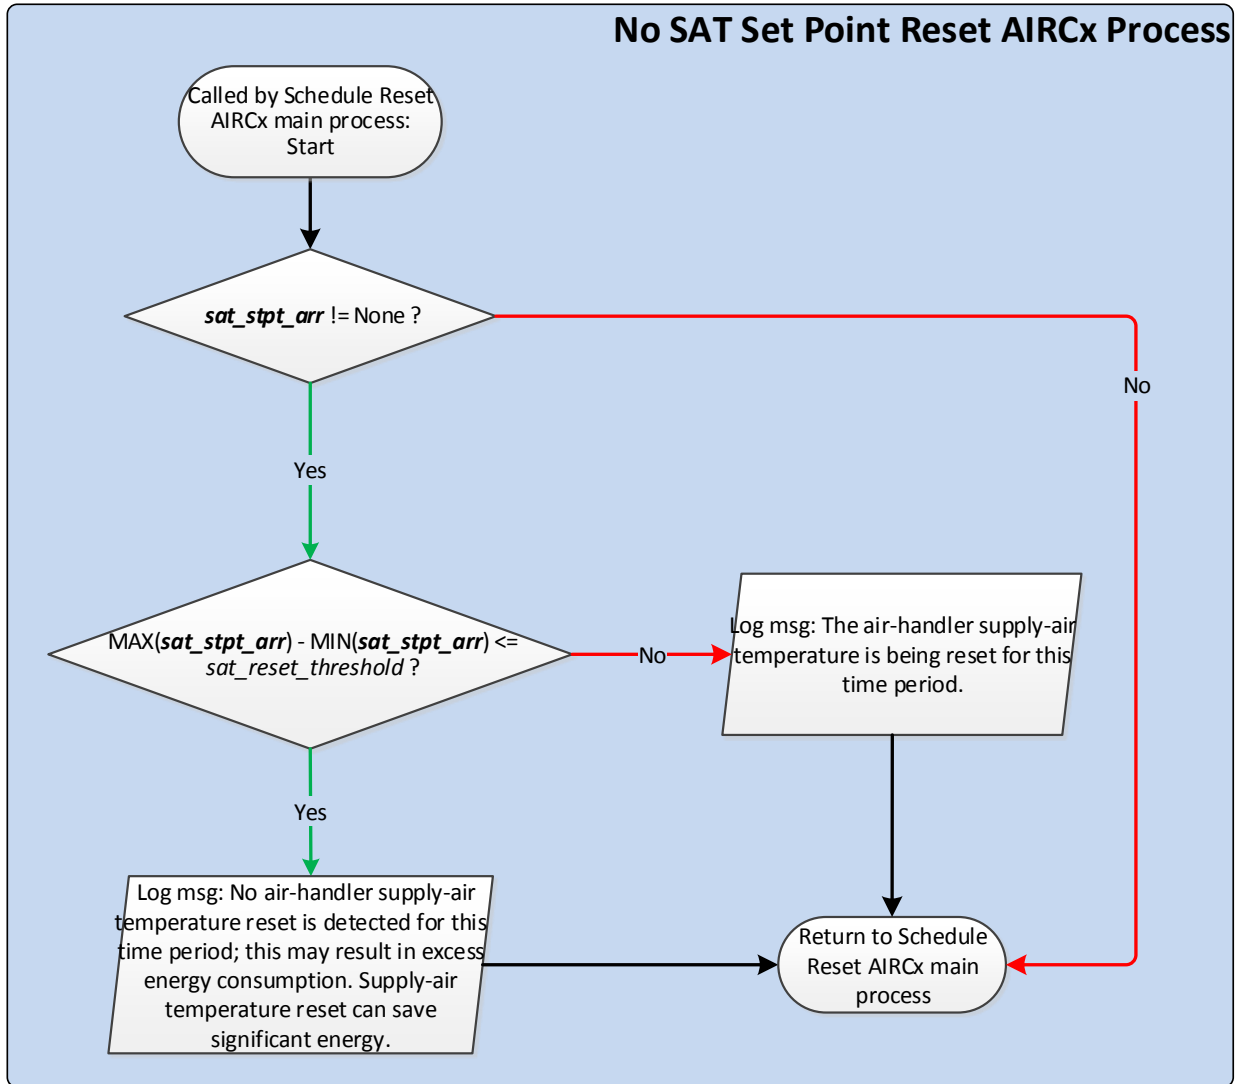 No SAT Set Point Reset AIRCx Process
Called by Schedule Reset
AIRCx main process:
Start
sat_stpt_arr != None ?
No
Yes
MAX(sat_stpt_arr) - MIN(sat_stpt_arr) <=
sat_reset_threshold ?
No
Log msg: The air-handler supply-air
temperature is being reset for this
time period.
Yes
Log msg: No air-handler supply-air
temperature reset is detected for this
time period; this may result in excess
energy consumption. Supply-air
temperature reset can save
significant energy.
Return to Schedule
Reset AIRCx main
process